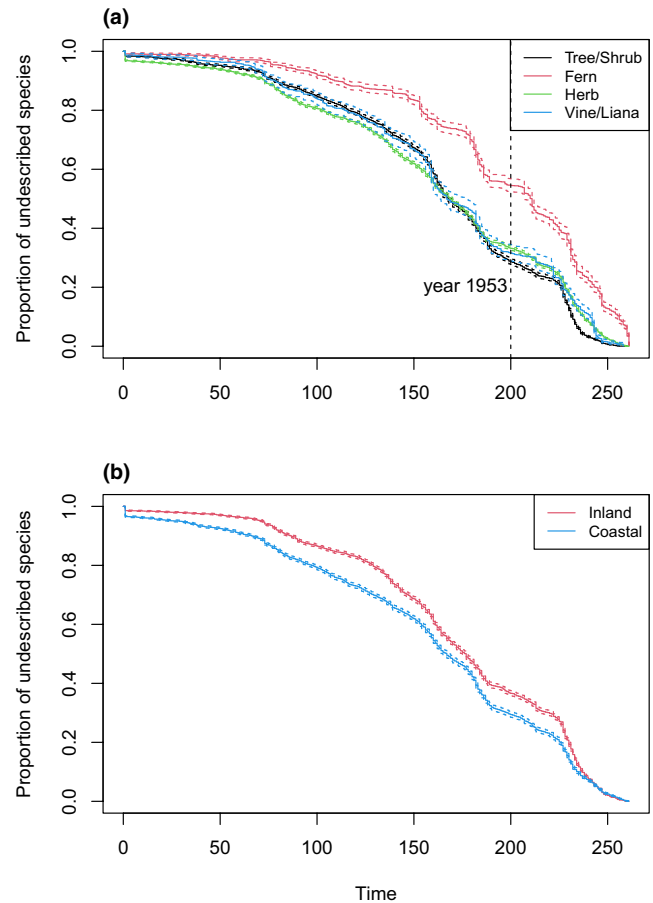 (a)
Proportion of undescribed species
1.0
0.8
0.6
0.4
0.2
0.0
Tree/Shrub
Fern
Herb
Vine/Liana
year 1953
0 50 100 150 200 250
(b)
Proportion of undescribed species
1.0
0.8
0.6
0.4
0.2
0.0
Inland
Coastal
0 50 100 150 200 250
Time